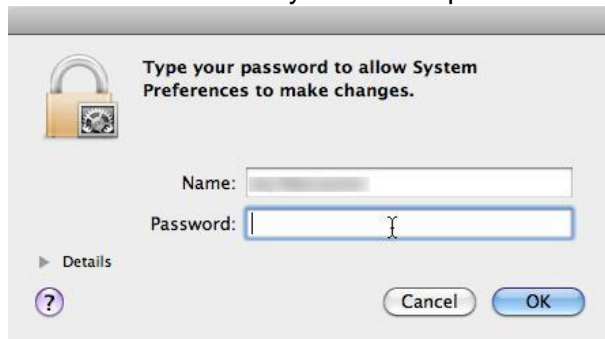 Type your password to allow System
Preferences to make changes.
Name:
Password:
Details
?
Cancel OK